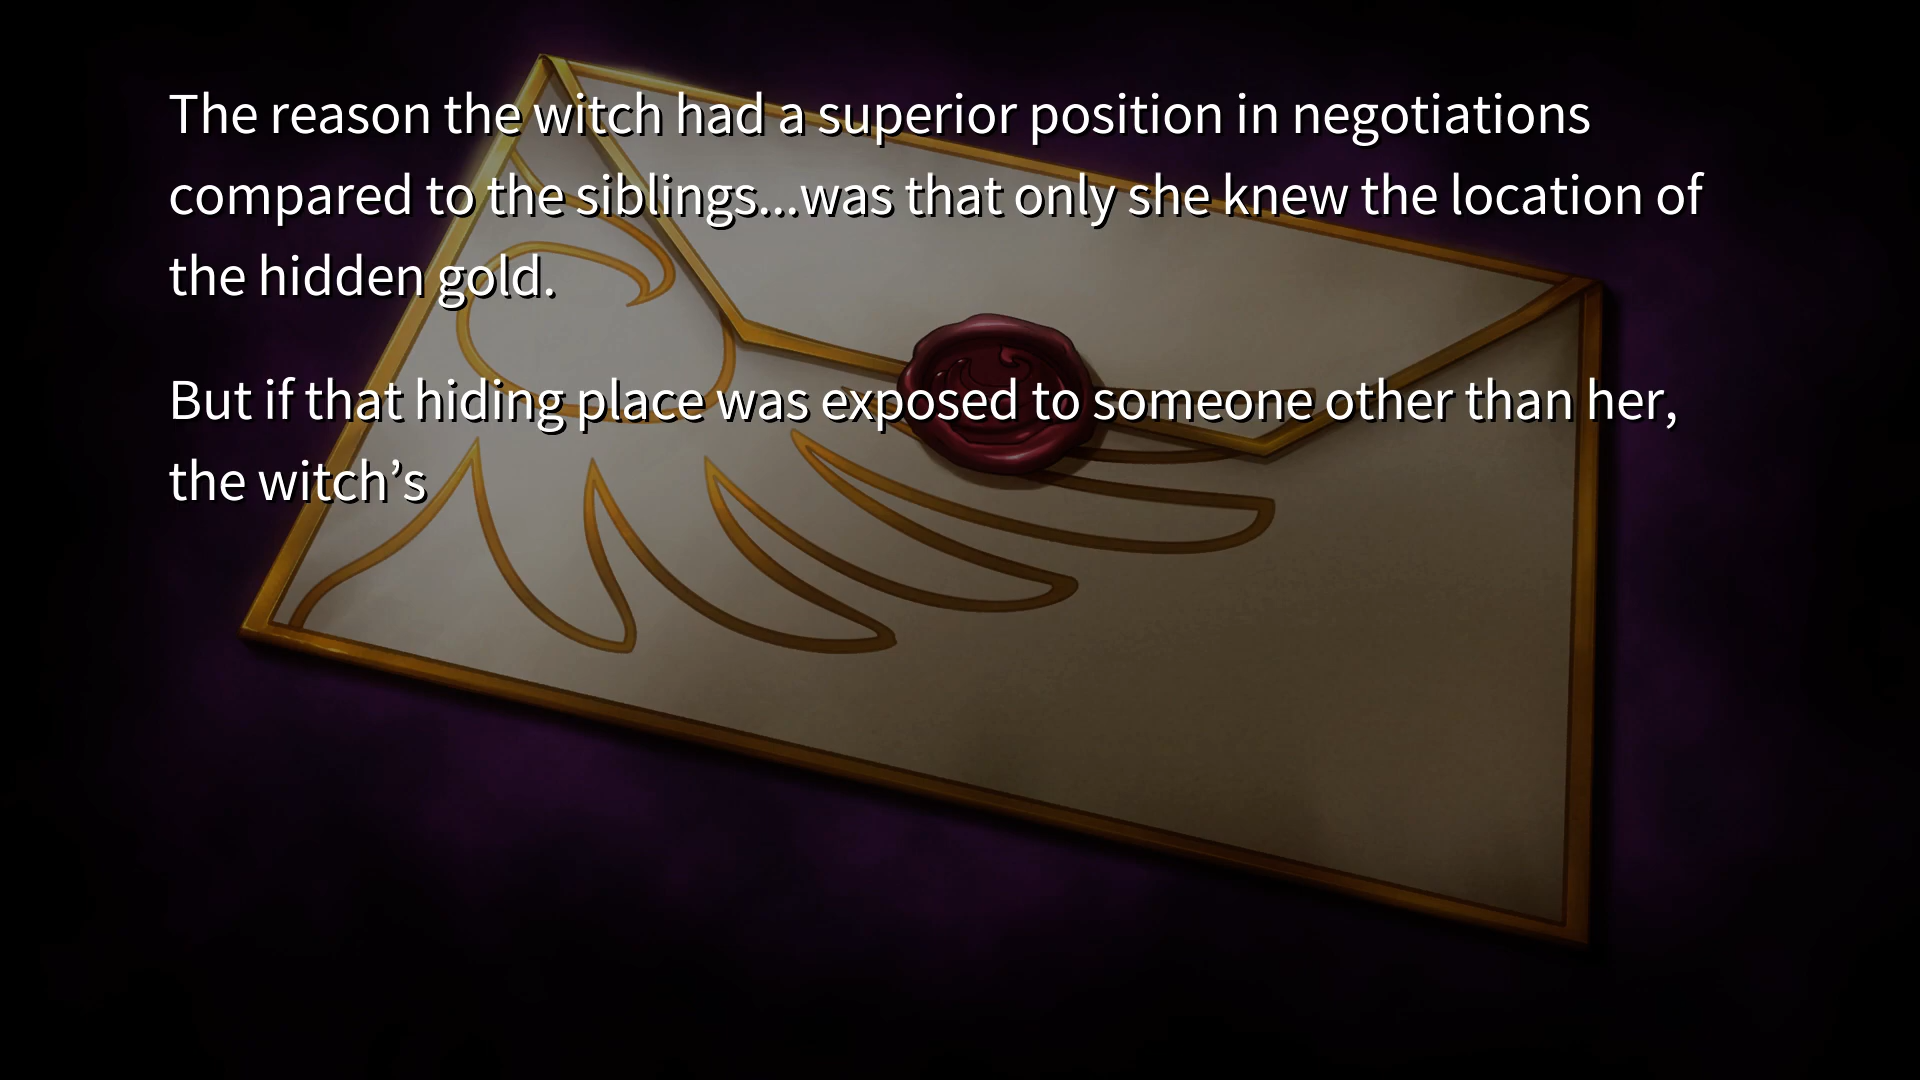 The reason the witch had a superior position in negotiations
compared to the siblings...was that only she knew the location of
the hidden gold.
But if that hiding place was exposed to someone other than her,
the witch’s